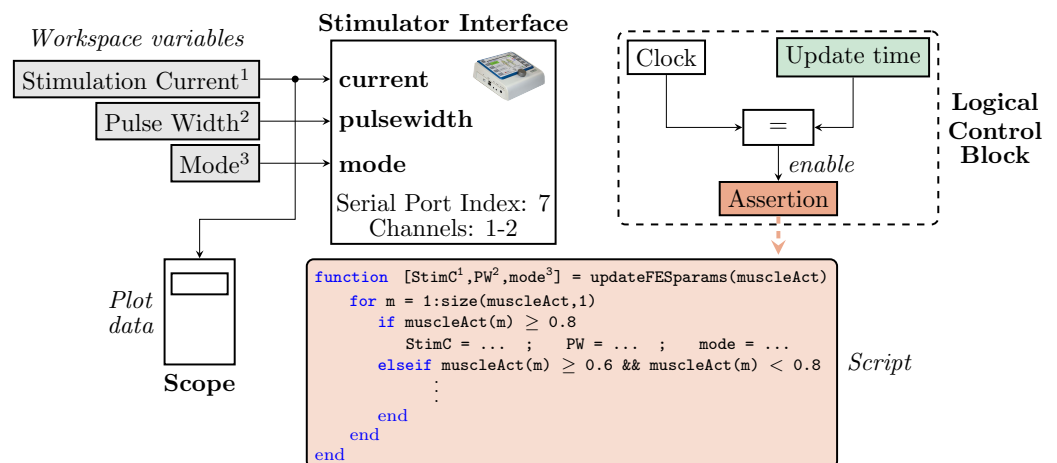 Workspace variables
Stimulation Current¹
Pulse Width²
Mode³
Stimulator Interface
current
pulsewidth
mode
Serial Port Index: 7
Channels: 1-2
Clock
Update time
=
enable
Assertion
Logical
Control
Block
Plot
data
Scope
function [StimC¹,PW²,mode³] = updateFESparams(muscleAct)
for m = 1:size(muscleAct,1)
if muscleAct(m) ≥ 0.8
StimC = ... ; PW = ... ; mode = ...
elseif muscleAct(m) ≥ 0.6 && muscleAct(m) < 0.8
⋮
end
end
end
Script